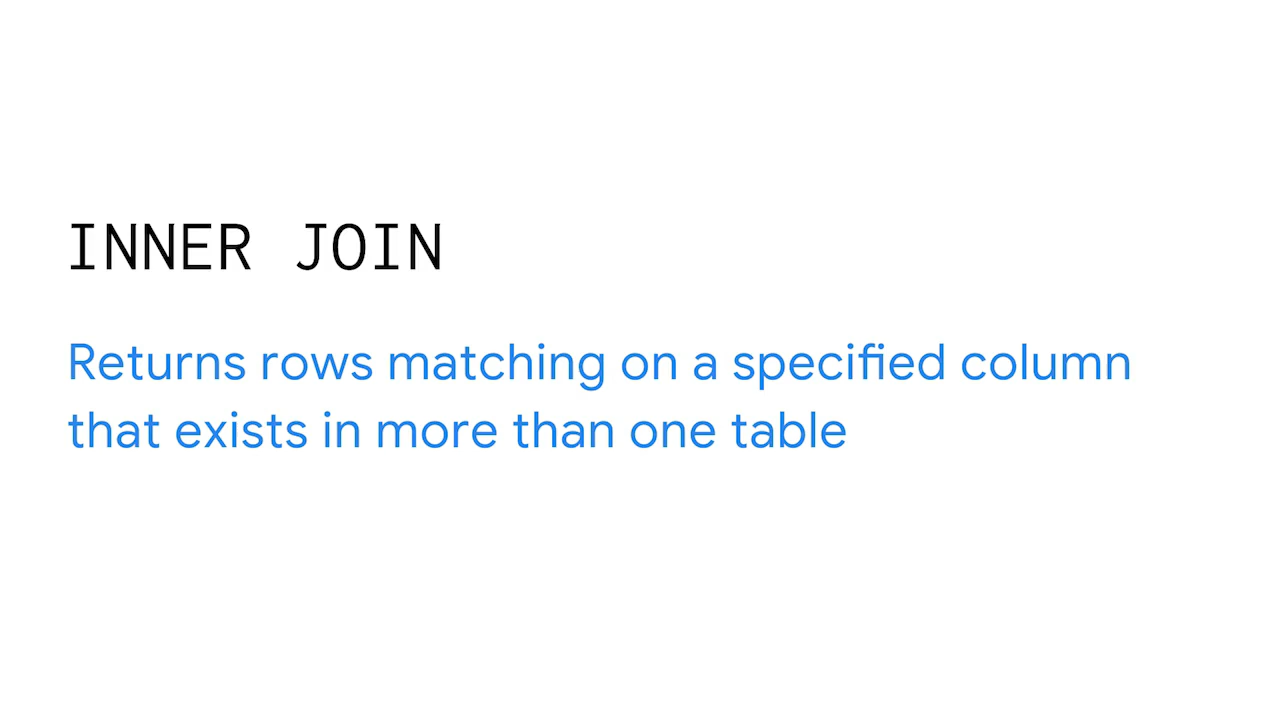 INNER JOIN
Returns rows matching on a specified column
that exists in more than one table